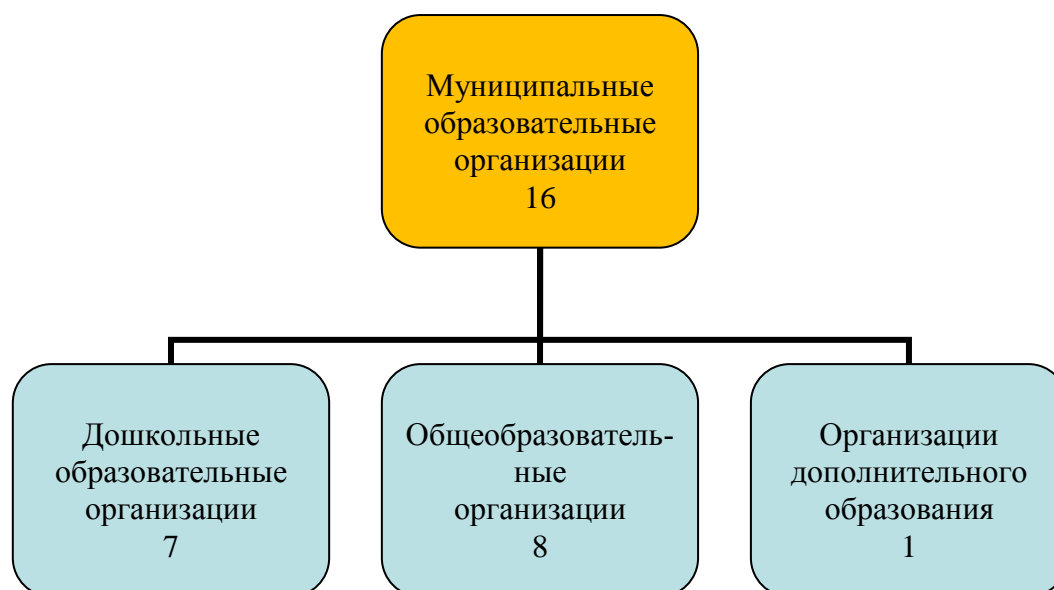 Муниципальные
образовательные
организации
16
Дошкольные
образовательные
организации
7
Общеобразователь-
ные
организации
8
Организации
дополнительного
образования
1